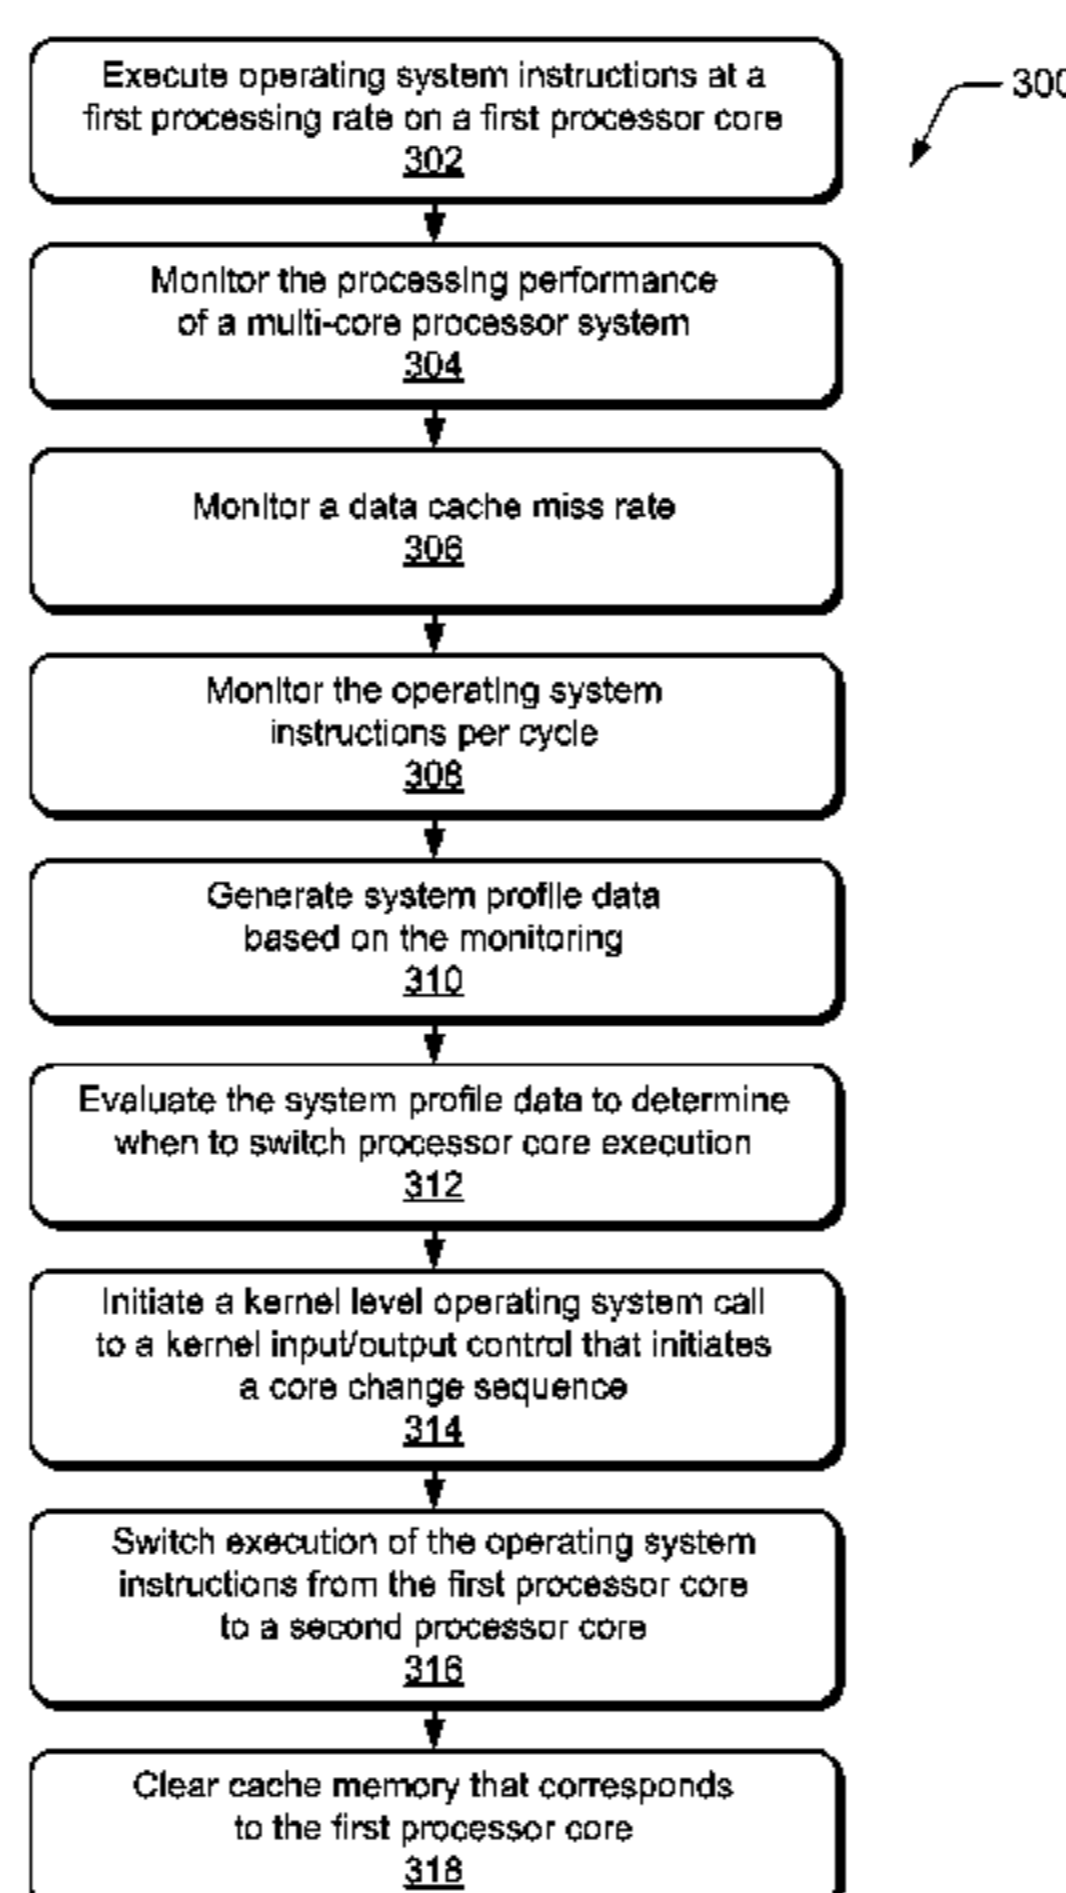 Execute operating system instructions at a
first processing rate on a first processor core
302
300
Monitor the processing performance
of a multi-core processor system
304
Monitor a data cache miss rate
306
Monitor the operating system
instructions per cycle
308
Generate system profile data
based on the monitoring
310
Evaluate the system profile data to determine
when to switch processor core execution
312
Initiate a kernel level operating system call
to a kernel input/output control that initiates
a core change sequence
314
Switch execution of the operating system
instructions from the first processor core
to a second processor core
316
Clear cache memory that corresponds
to the first processor core
318